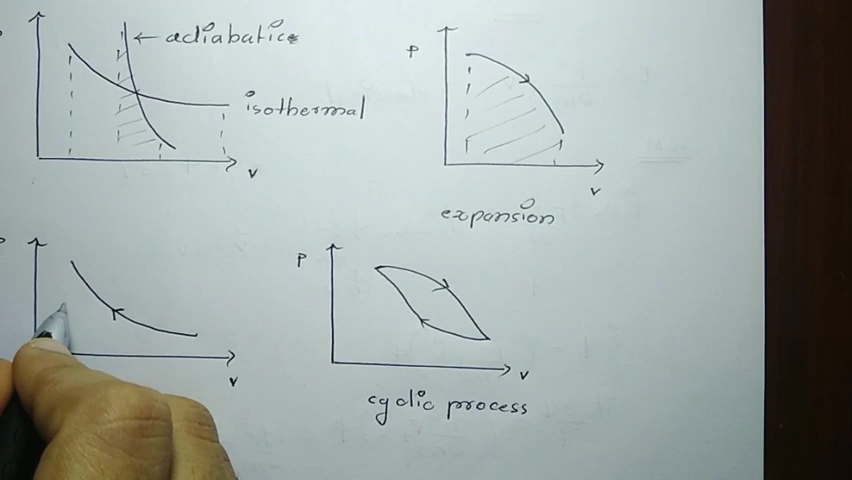 P
adiabatic
isothermal
V
P
V
expansion
P
V
P
V
cyclic process